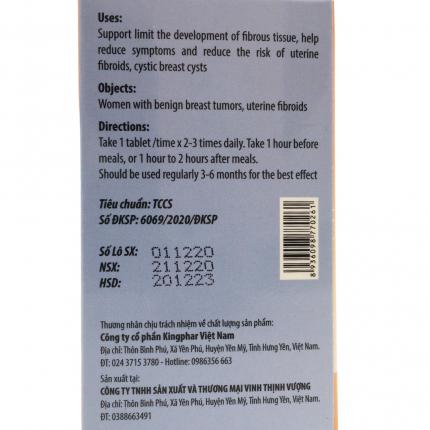 Uses:
Support limit the development of fibrous tissue, help
reduce symptoms and reduce the risk of uterine
fibroids, cystic breast cysts
Objects:
Women with benign breast tumors, uterine fibroids
Directions:
Take 1 tablet /time x 2-3 times daily. Take 1 hour before
meals, or 1 hour to 2 hours after meals.
Should be used regularly 3-6 months for the best effect
Tiêu chuẩn: TCCS
Số ĐKSP: 6069/2020/ĐKSP
Số Lô SX: 011220
NSX: 211220
HSD: 201223
8 936098 770261
Thương nhân chịu trách nhiệm về chất lượng sản phẩm:
Công ty cổ phần Kingphar Việt Nam
Địa chỉ: Thôn Bình Phú, Xã Yên Phú, Huyện Yên Mỹ, Tỉnh Hưng Yên, Việt Nam.
ĐT: 024 3715 3780 - Hotline: 0986356 663
Sản xuất tại:
CÔNG TY TNHH SẢN XUẤT VÀ THƯƠNG MẠI VINH THỊNH VƯỢNG
Địa chỉ: Thôn Bình Phú, Xã Yên Phú, Huyện Yên Mỹ, Tỉnh Hưng Yên, Việt Nam.
ĐT: 0388663491